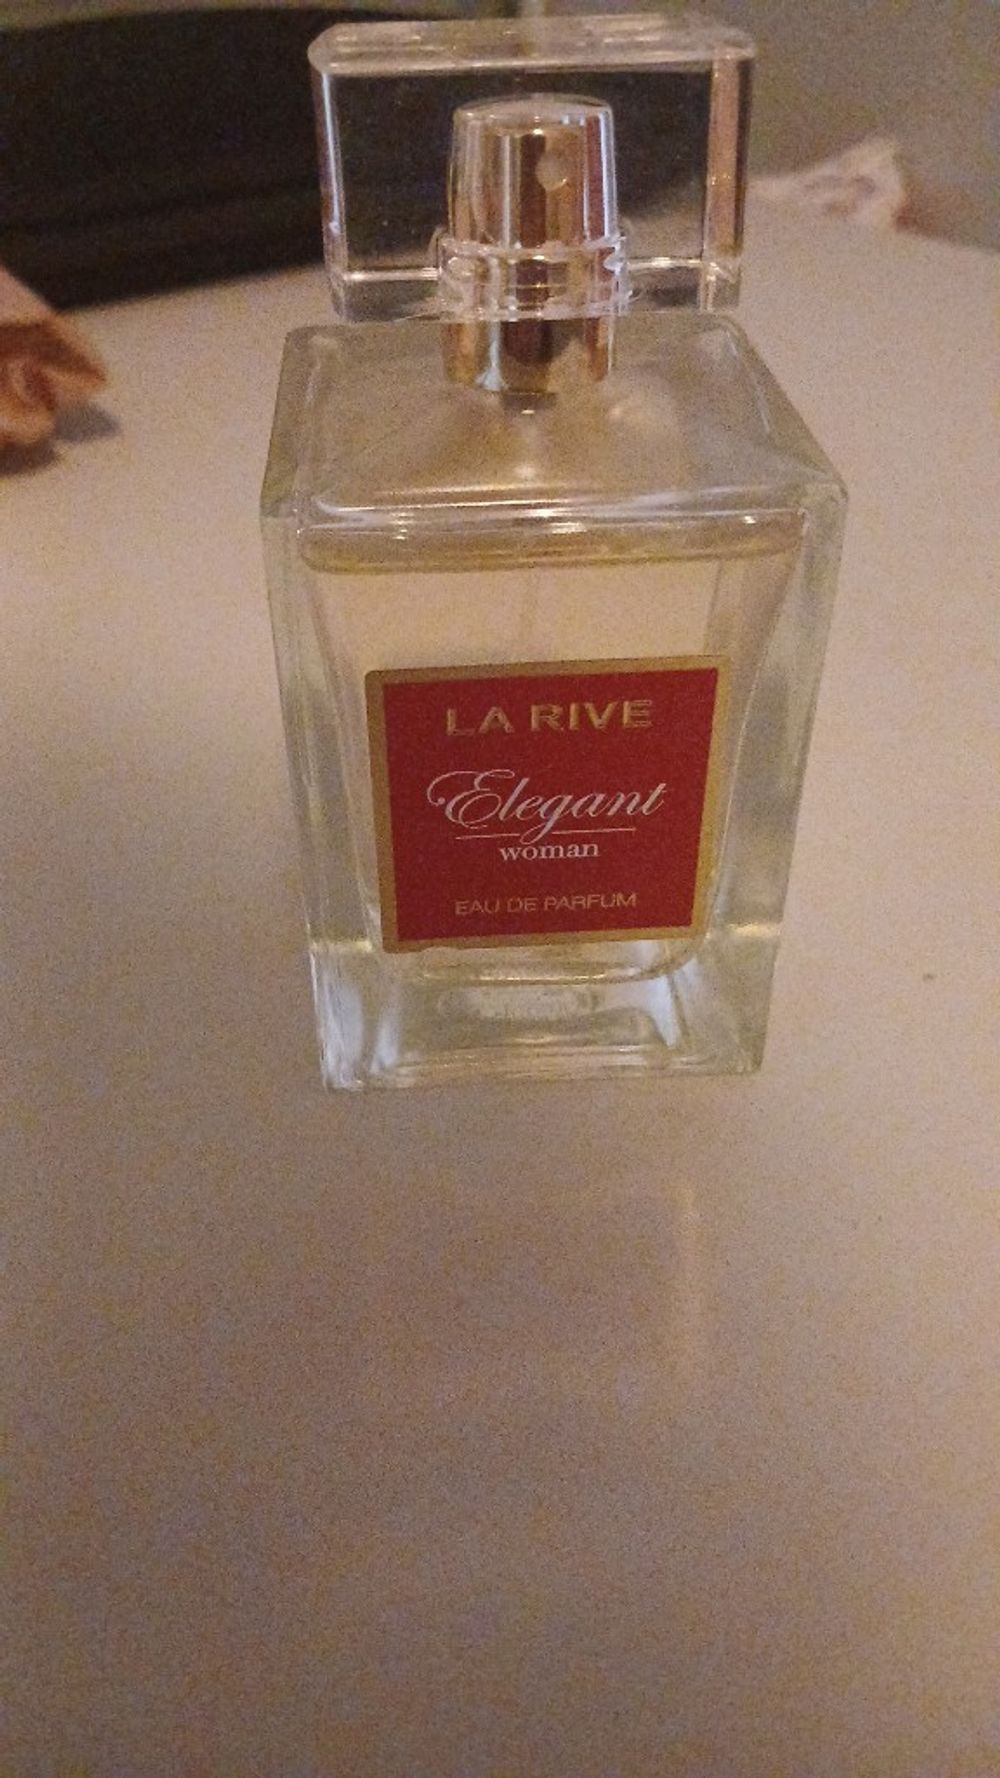 LA RIVE
Elegant
woman
EAU DE PARFUM